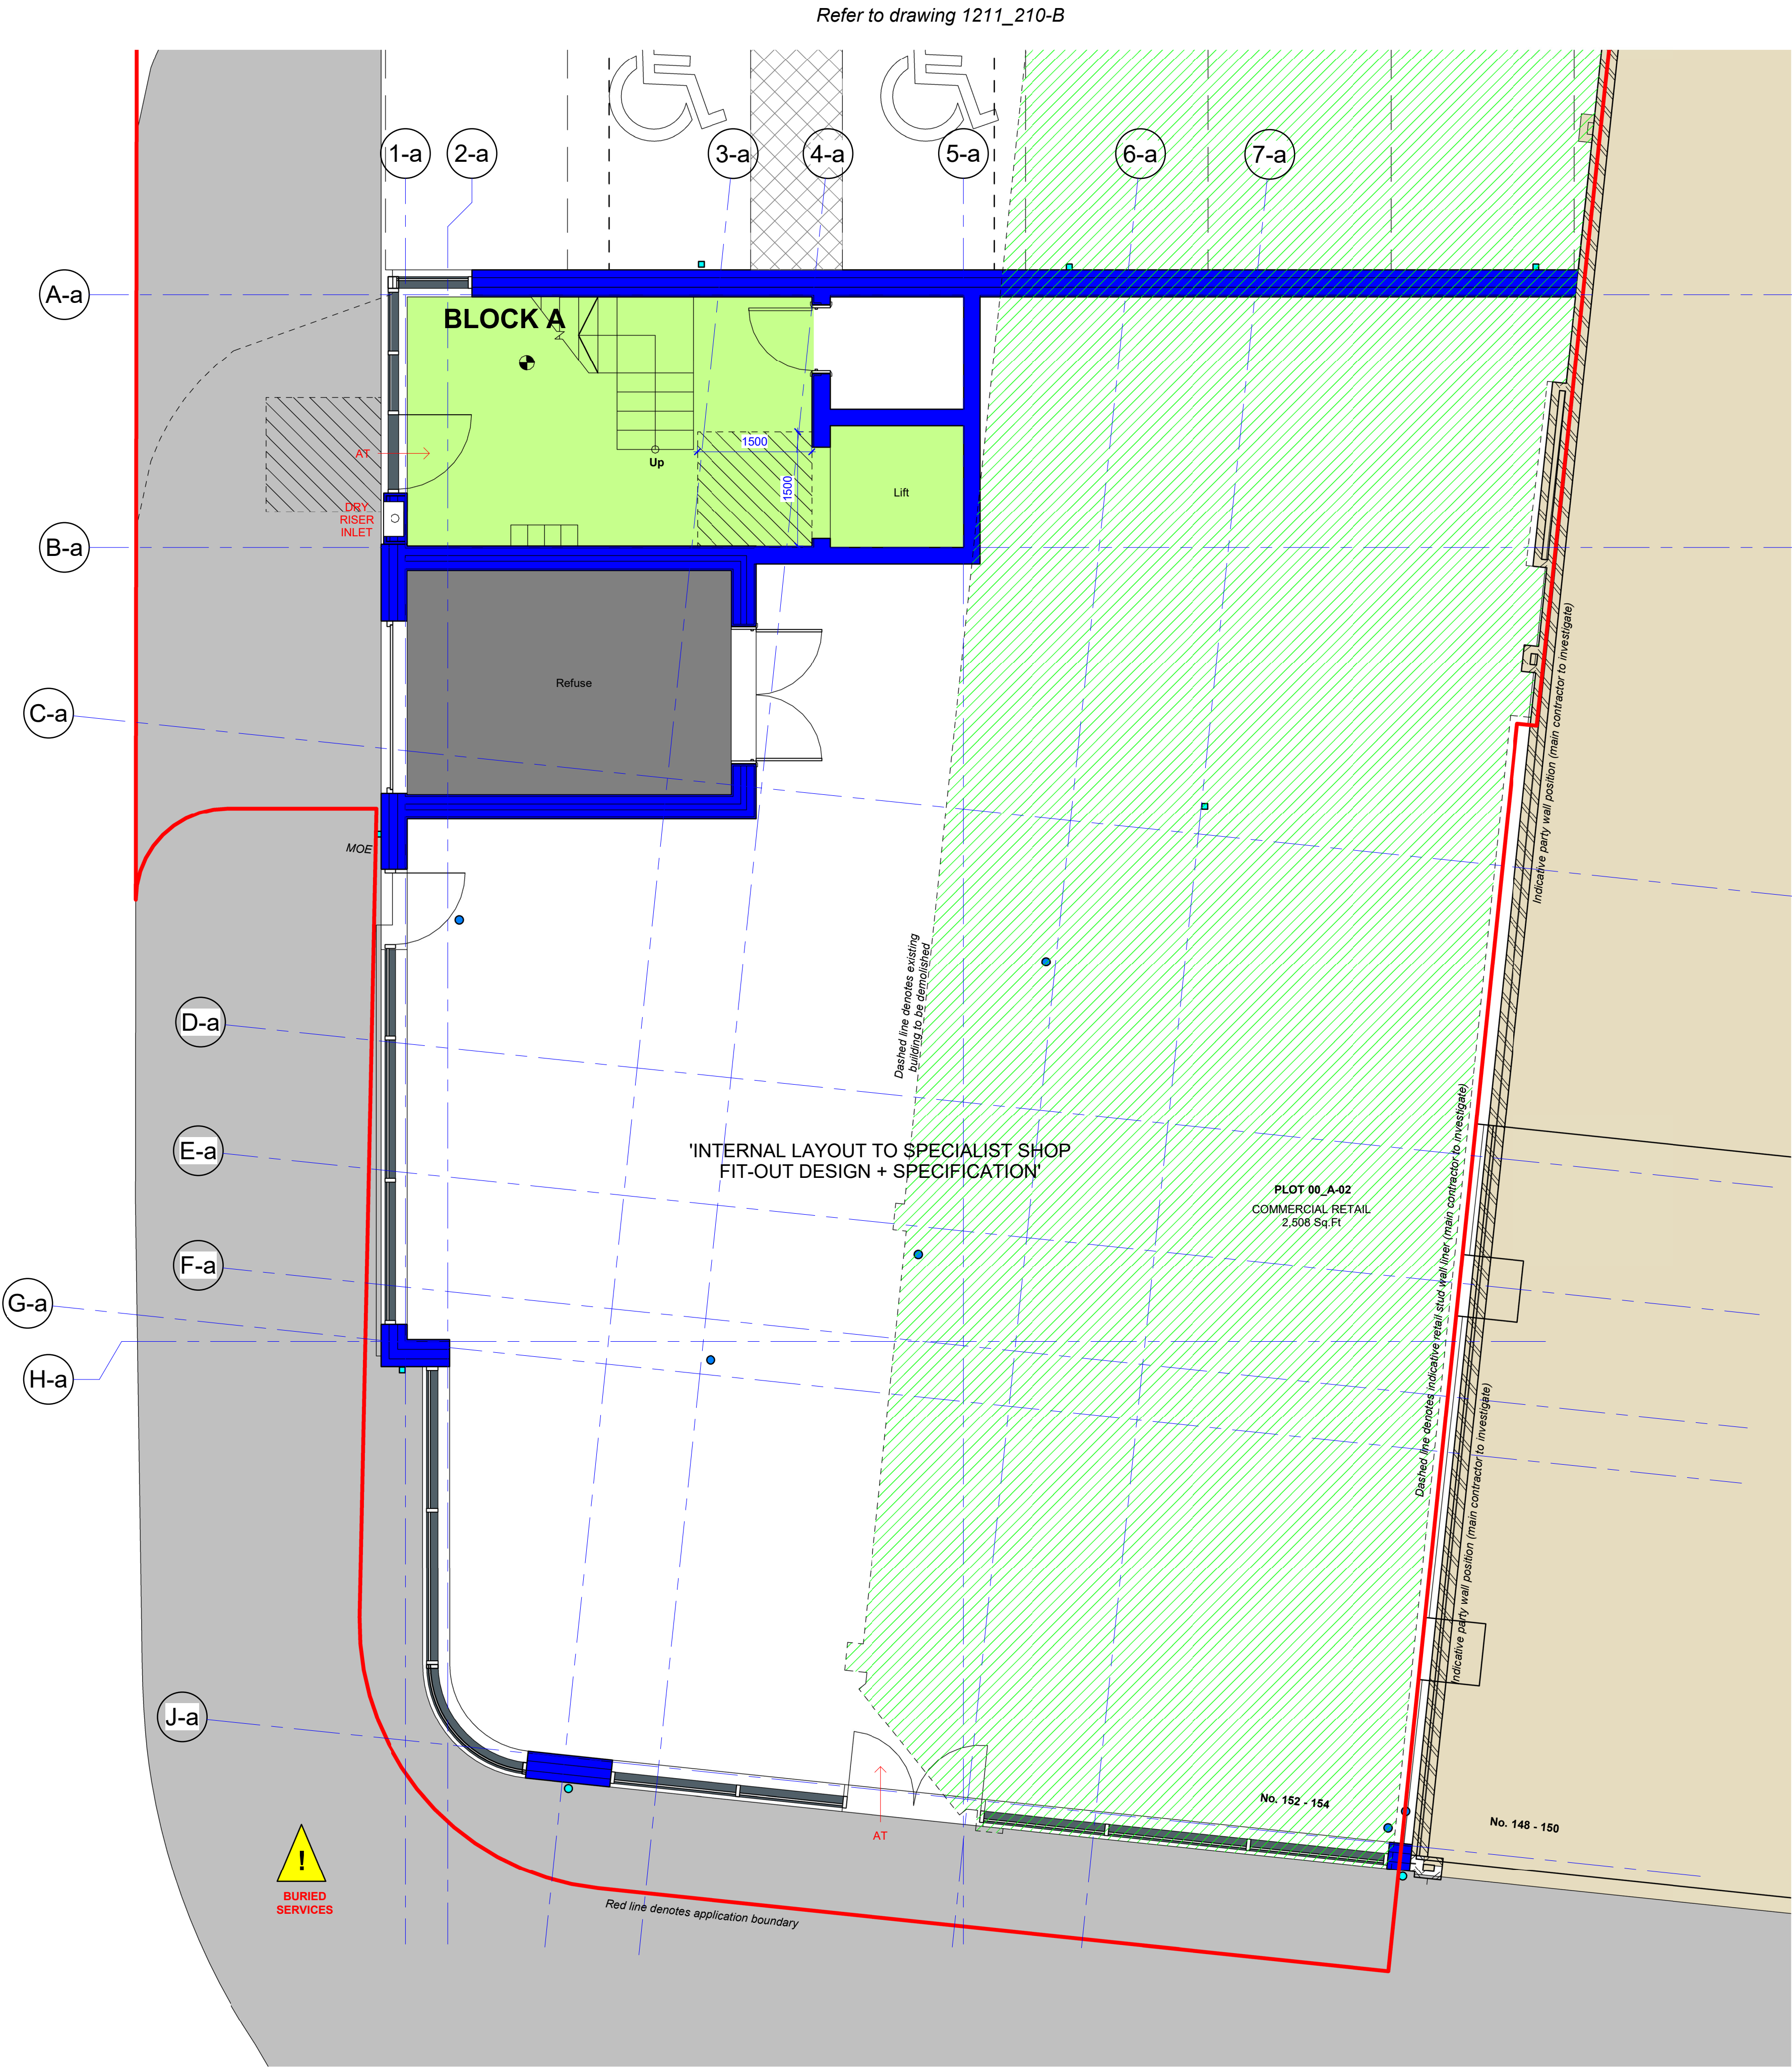 Refer to drawing 1211_210-B
1-a
2-a
3-a
4-a
5-a
6-a
7-a
A-a
BLOCK A
AT
1500
1500
Up
Lift
DRY
RISER
INLET
B-a
Refuse
C-a
MOE
Indicative party wall position (main contractor to investigate)
D-a
Dashed line denotes existing
building to be demolished
E-a
'INTERNAL LAYOUT TO SPECIALIST SHOP
FIT-OUT DESIGN + SPECIFICATION'
PLOT 00_A-02
COMMERCIAL RETAIL
2,508 Sq.Ft
Dashed line denotes indicative retail stud wall liner (main contractor to investigate)
F-a
G-a
H-a
Indicative party wall position (main contractor to investigate)
J-a
No. 152 - 154
No. 148 - 150
AT
!
BURIED
SERVICES
Red line denotes application boundary